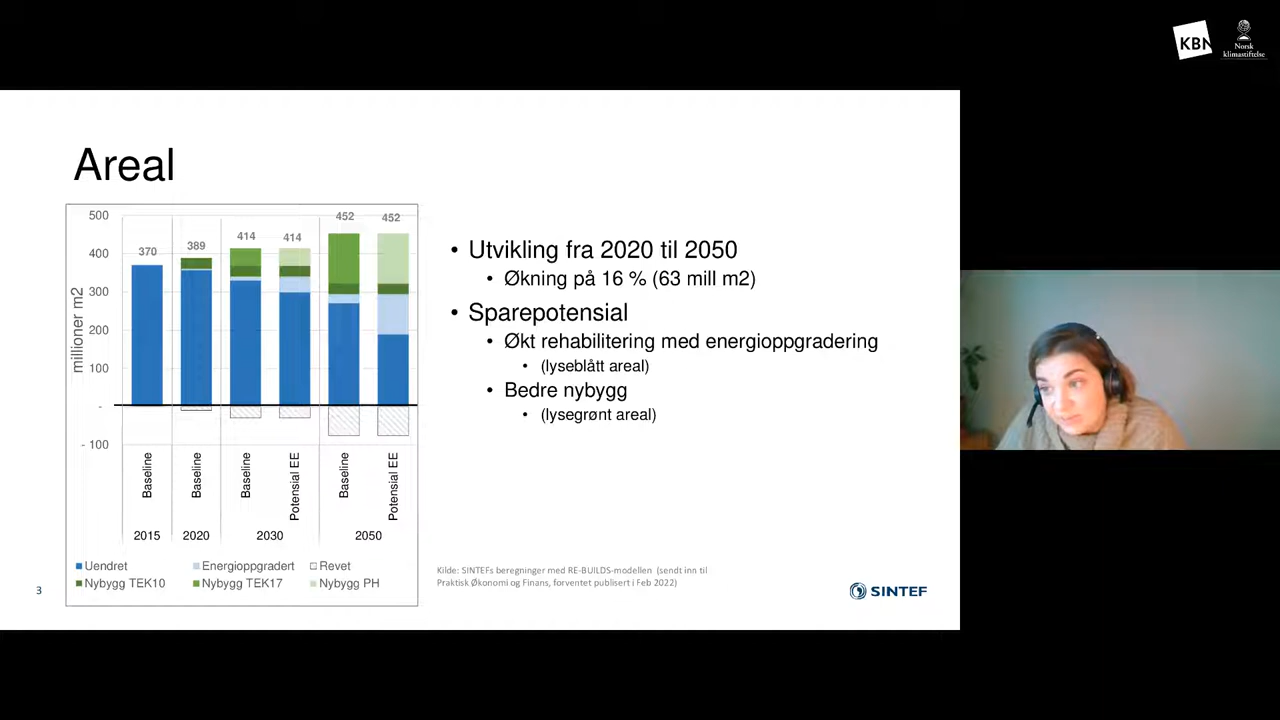 KBN
Norsk
klimastiftelse
Areal
500
400
300
200
100
-
- 100
millioner m2
370
389
414
414
452
452
Baseline
Baseline
Baseline
Potensial EE
Baseline
Potensial EE
2015
2020
2030
2050
Uendret
Energioppgradert
Revet
Nybygg TEK10
Nybygg TEK17
Nybygg PH
• Utvikling fra 2020 til 2050
• Økning på 16 % (63 mill m2)
• Sparepotensial
• Økt rehabilitering med energioppgradering
• (lyseblått areal)
• Bedre nybygg
• (lysegrønt areal)
Kilde: SINTEFs beregninger med RE-BUILDS-modellen (sendt inn til
Praktisk Økonomi og Finans, forventet publisert i Feb 2022)
3
SINTEF